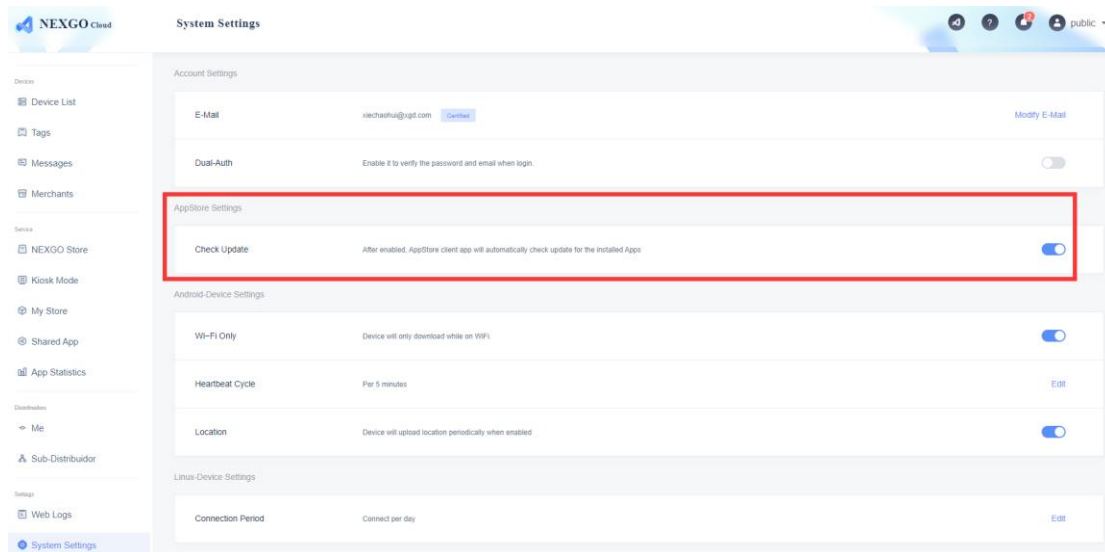 NEXGO Cloud
System Settings
2
public
Devices
Device List
Tags
Messages
Merchants
Service
NEXGO Store
Kiosk Mode
My Store
Shared App
App Statistics
Distributors
Me
Sub-Distribuidor
Settings
Web Logs
System Settings
Account Settings
E-Mail xiechaohui@xgd.com Certified Modify E-Mail
Dual-Auth Enable it to verify the password and email when login.
AppStore Settings
Check Update After enabled, AppStore client app will automatically check update for the installed Apps
Android-Device Settings
Wi-Fi Only Device will only download while on WiFi.
Heartbeat Cycle Per 5 minutes Edit
Location Device will upload location periodically when enabled
Linux-Device Settings
Connection Period Connect per day Edit